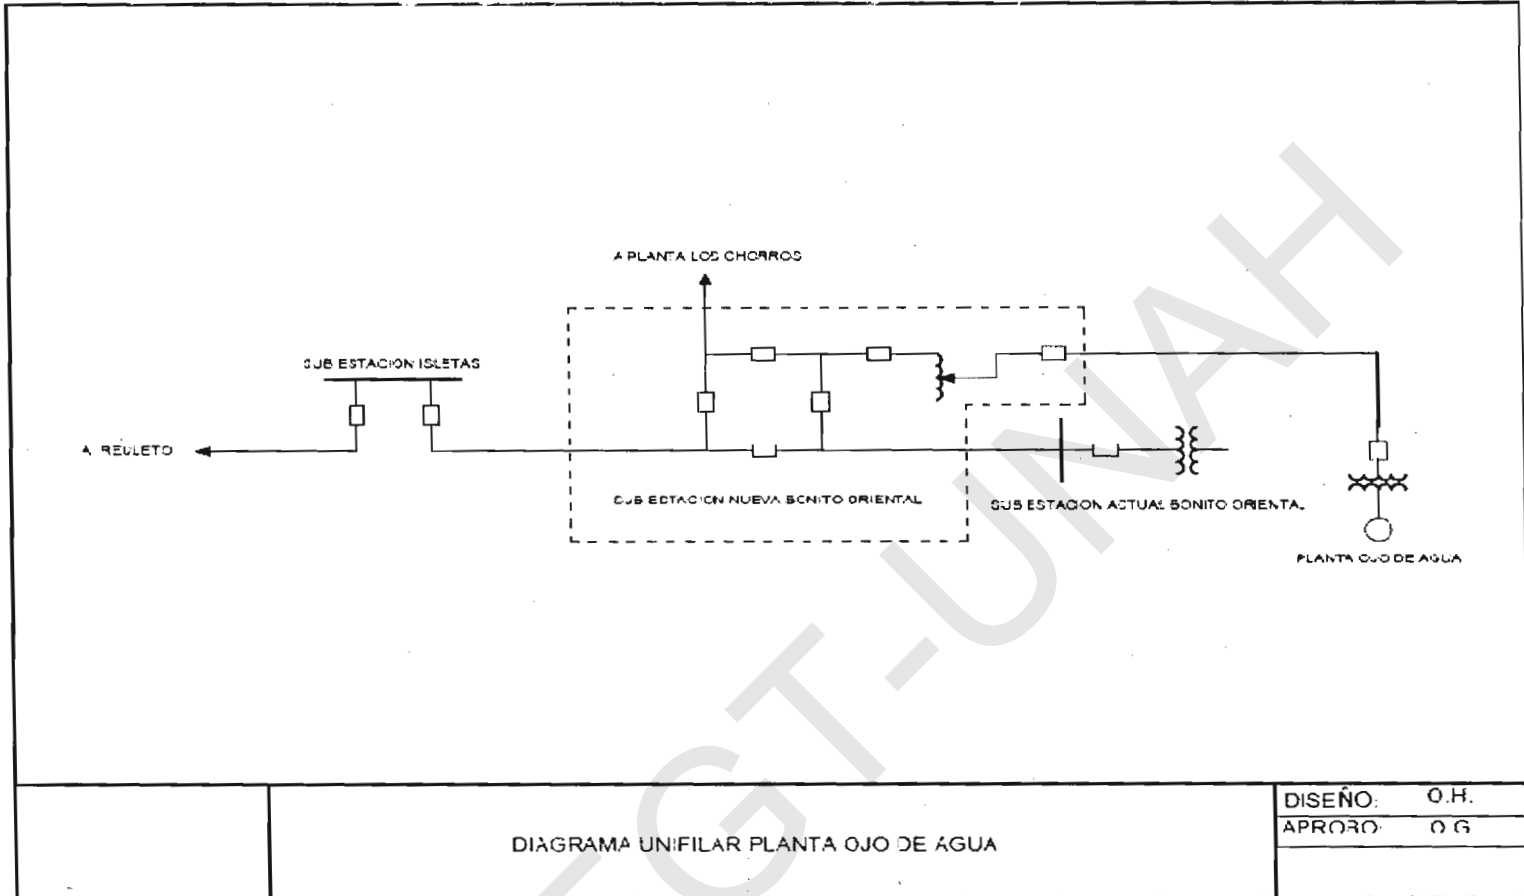 A PLANTA LOS CHORROS
SUB ESTACION ISLETAS
A REGLETO
SUB ESTACION NUEVA BONITO ORIENTAL
SUB ESTACION ACTUAL BONITO ORIENTAL
PLANTA OJO DE AGUA
DIAGRAMA UNIFILAR PLANTA OJO DE AGUA
DISEÑO: O.H.
APROBO: O.G
GT-UNAH